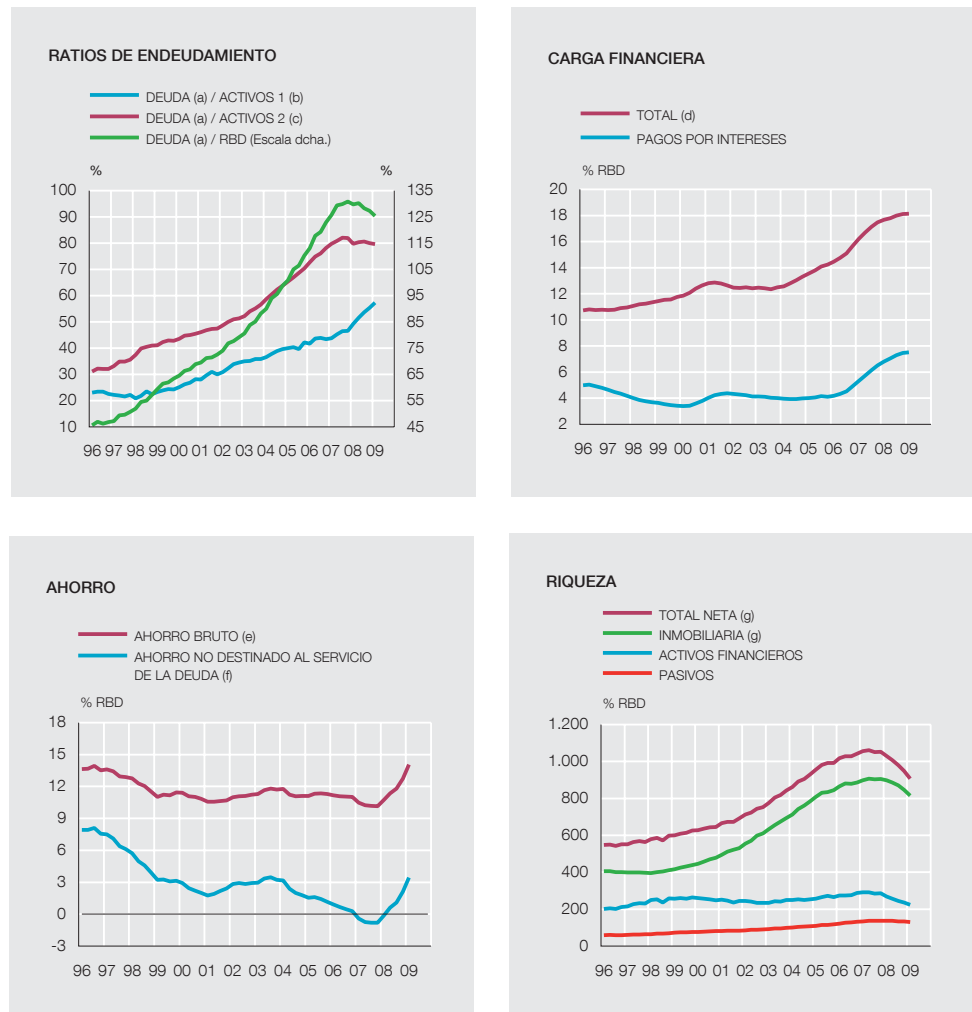 RATIOS DE ENDEUDAMIENTO
DEUDA (a) / ACTIVOS 1 (b)
DEUDA (a) / ACTIVOS 2 (c)
DEUDA (a) / RBD (Escala dcha.)
% %
100 135
90 125
80 115
70 105
60 95
50 85
40 75
30 65
20 55
10 45
96 97 98 99 00 01 02 03 04 05 06 07 08 09
CARGA FINANCIERA
TOTAL (d)
PAGOS POR INTERESES
% RBD
20
18
16
14
12
10
8
6
4
2
96 97 98 99 00 01 02 03 04 05 06 07 08 09
AHORRO
AHORRO BRUTO (e)
AHORRO NO DESTINADO AL SERVICIO
DE LA DEUDA (f)
% RBD
18
15
12
9
6
3
0
-3
96 97 98 99 00 01 02 03 04 05 06 07 08 09
RIQUEZA
TOTAL NETA (g)
INMOBILIARIA (g)
ACTIVOS FINANCIEROS
PASIVOS
% RBD
1.200
1.000
800
600
400
200
0
96 97 98 99 00 01 02 03 04 05 06 07 08 09